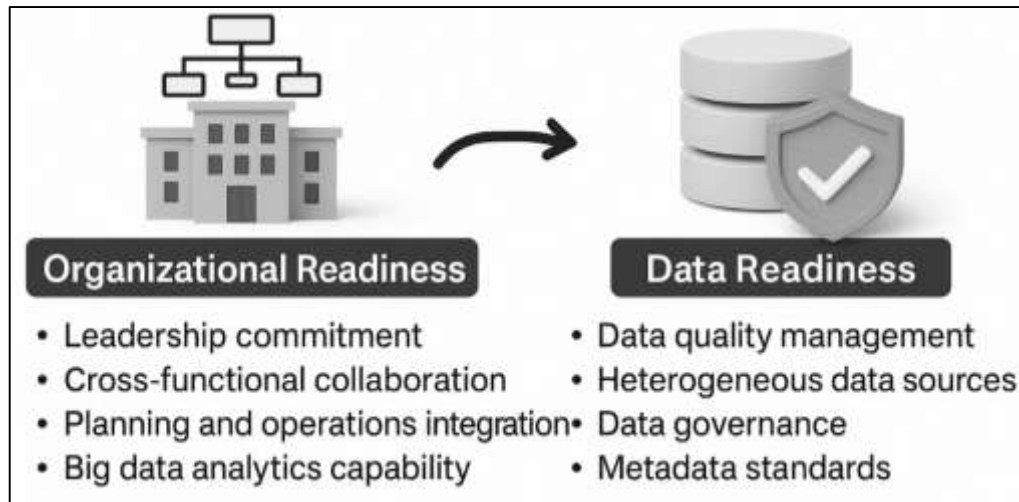 Organizational Readiness
• Leadership commitment
• Cross-functional collaboration
• Planning and operations integration
• Big data analytics capability
Data Readiness
• Data quality management
• Heterogeneous data sources
• Data governance
• Metadata standards